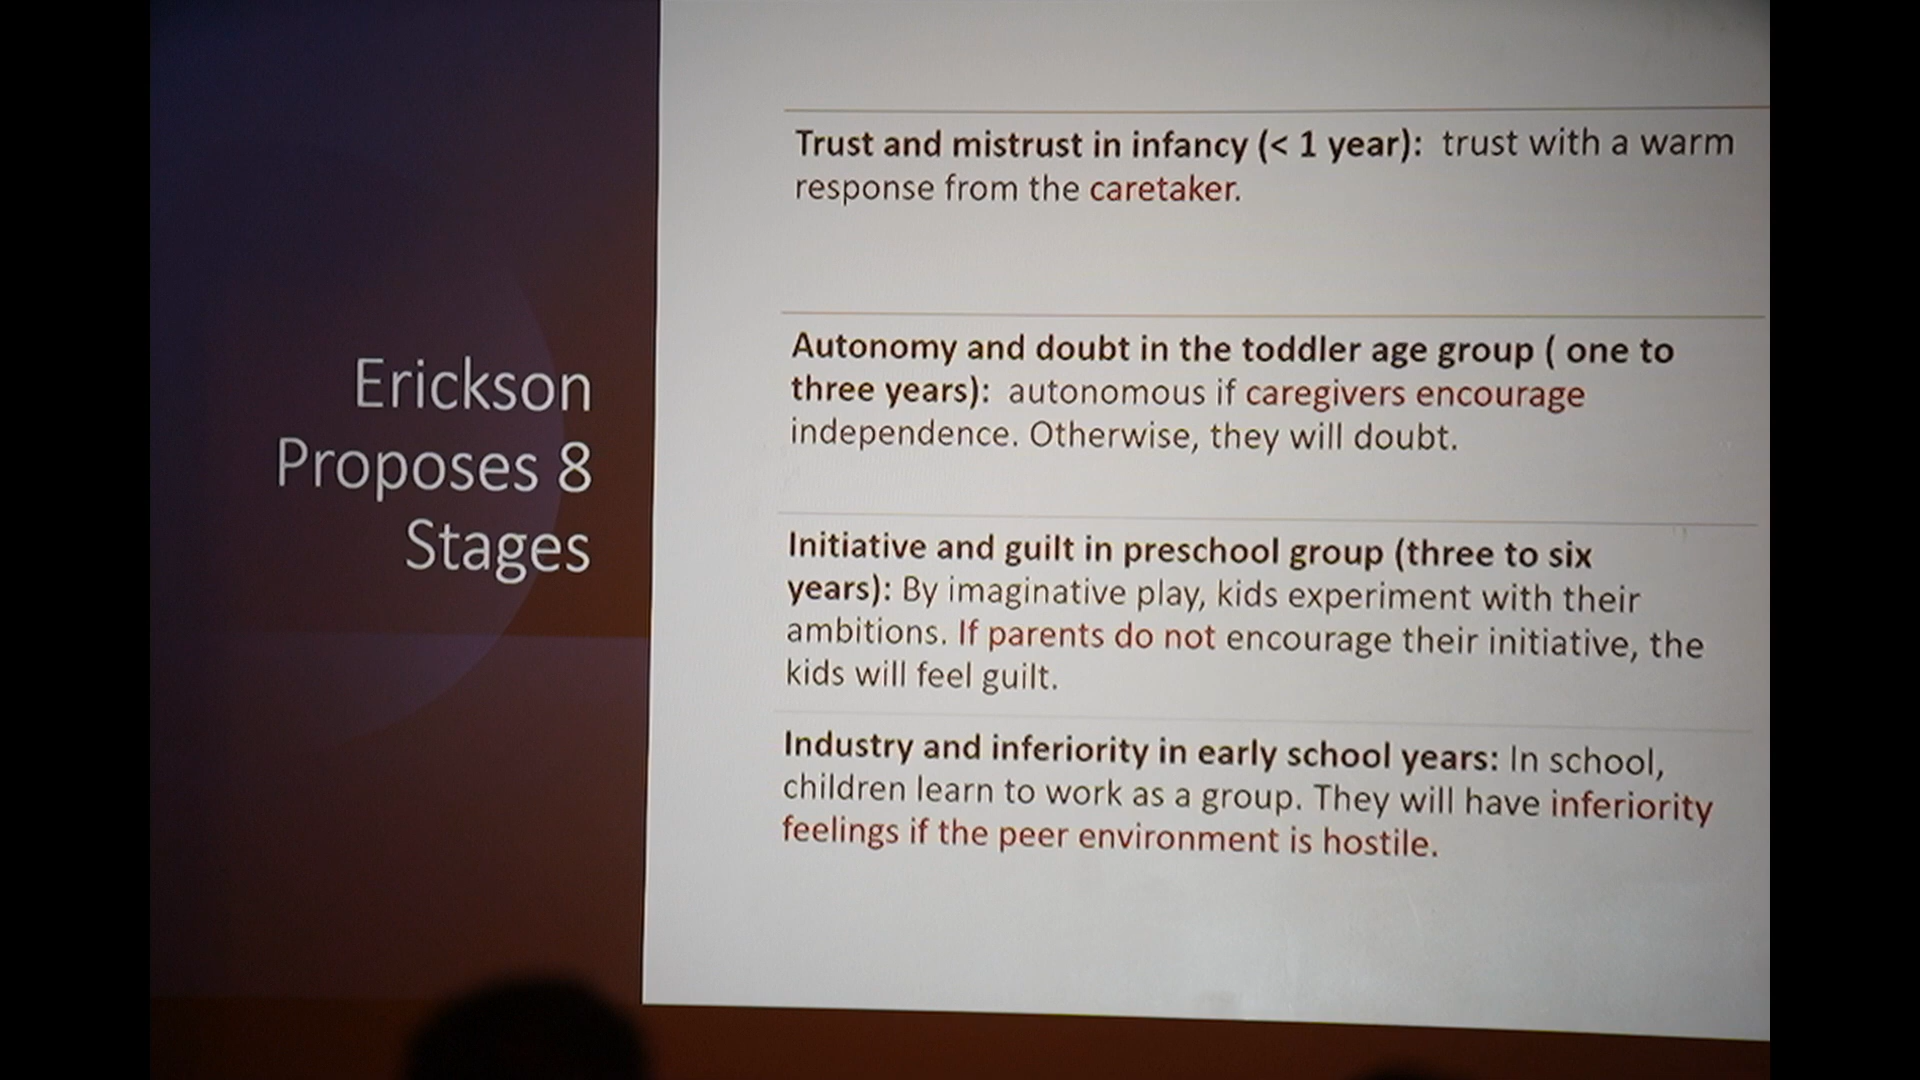 Erickson
Proposes 8
Stages
Trust and mistrust in infancy (< 1 year): trust with a warm
response from the caretaker.
Autonomy and doubt in the toddler age group ( one to
three years): autonomous if caregivers encourage
independence. Otherwise, they will doubt.
Initiative and guilt in preschool group (three to six
years): By imaginative play, kids experiment with their
ambitions. If parents do not encourage their initiative, the
kids will feel guilt.
Industry and inferiority in early school years: In school,
children learn to work as a group. They will have inferiority
feelings if the peer environment is hostile.